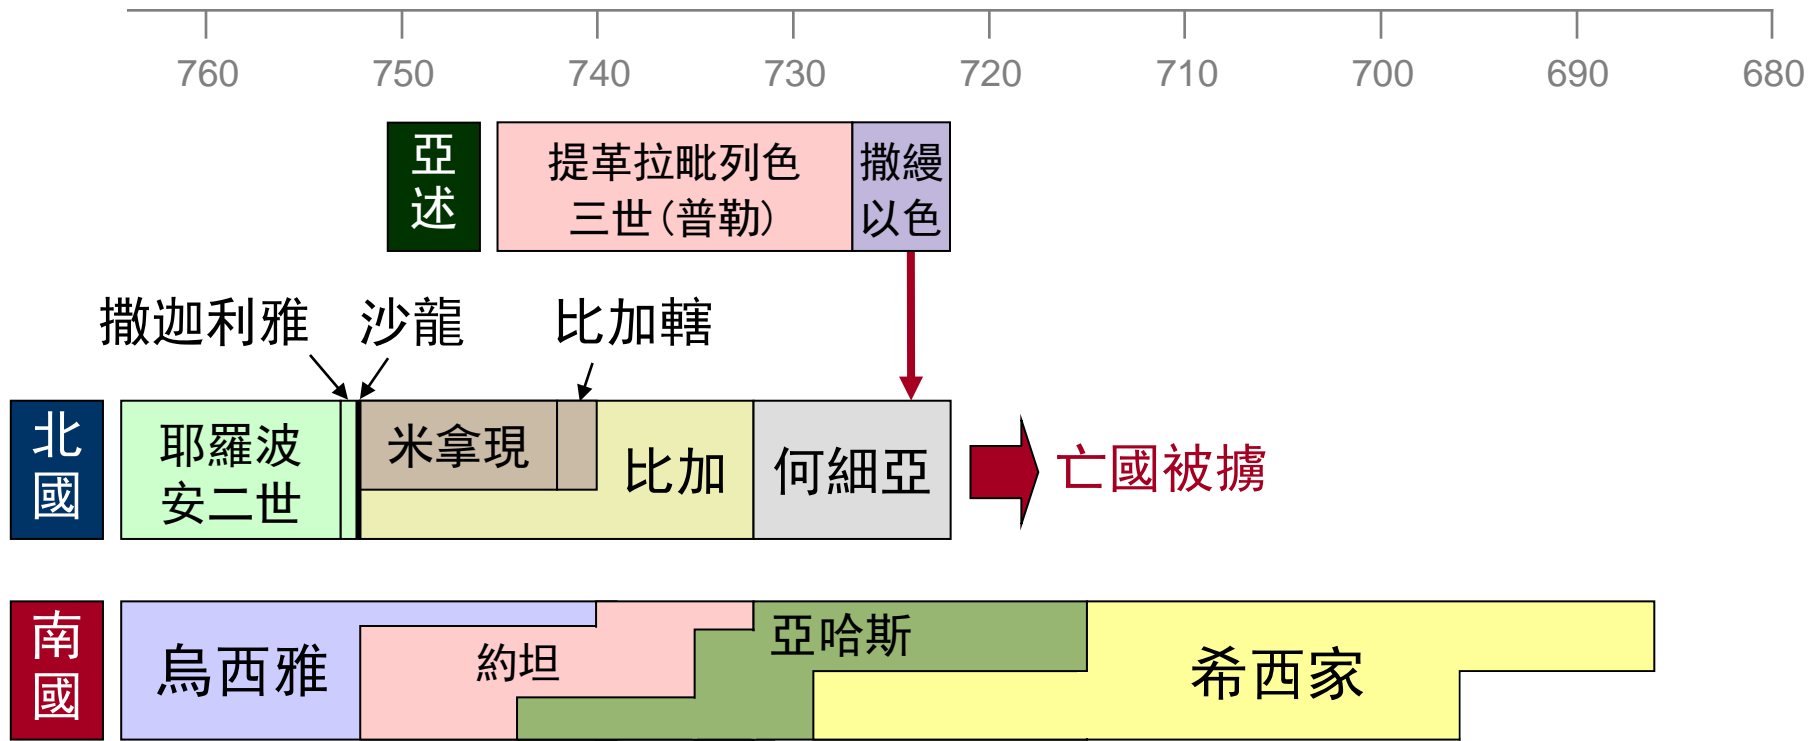 760 750 740 730 720 710 700 690 680
亞述
提革拉毗列色
三世(普勒)
撒縵
以色
撒迦利雅
沙龍
比加轄
北國
耶羅波
安二世
米拿現
比加
何細亞
亡國被擄
南國
烏西雅
約坦
亞哈斯
希西家